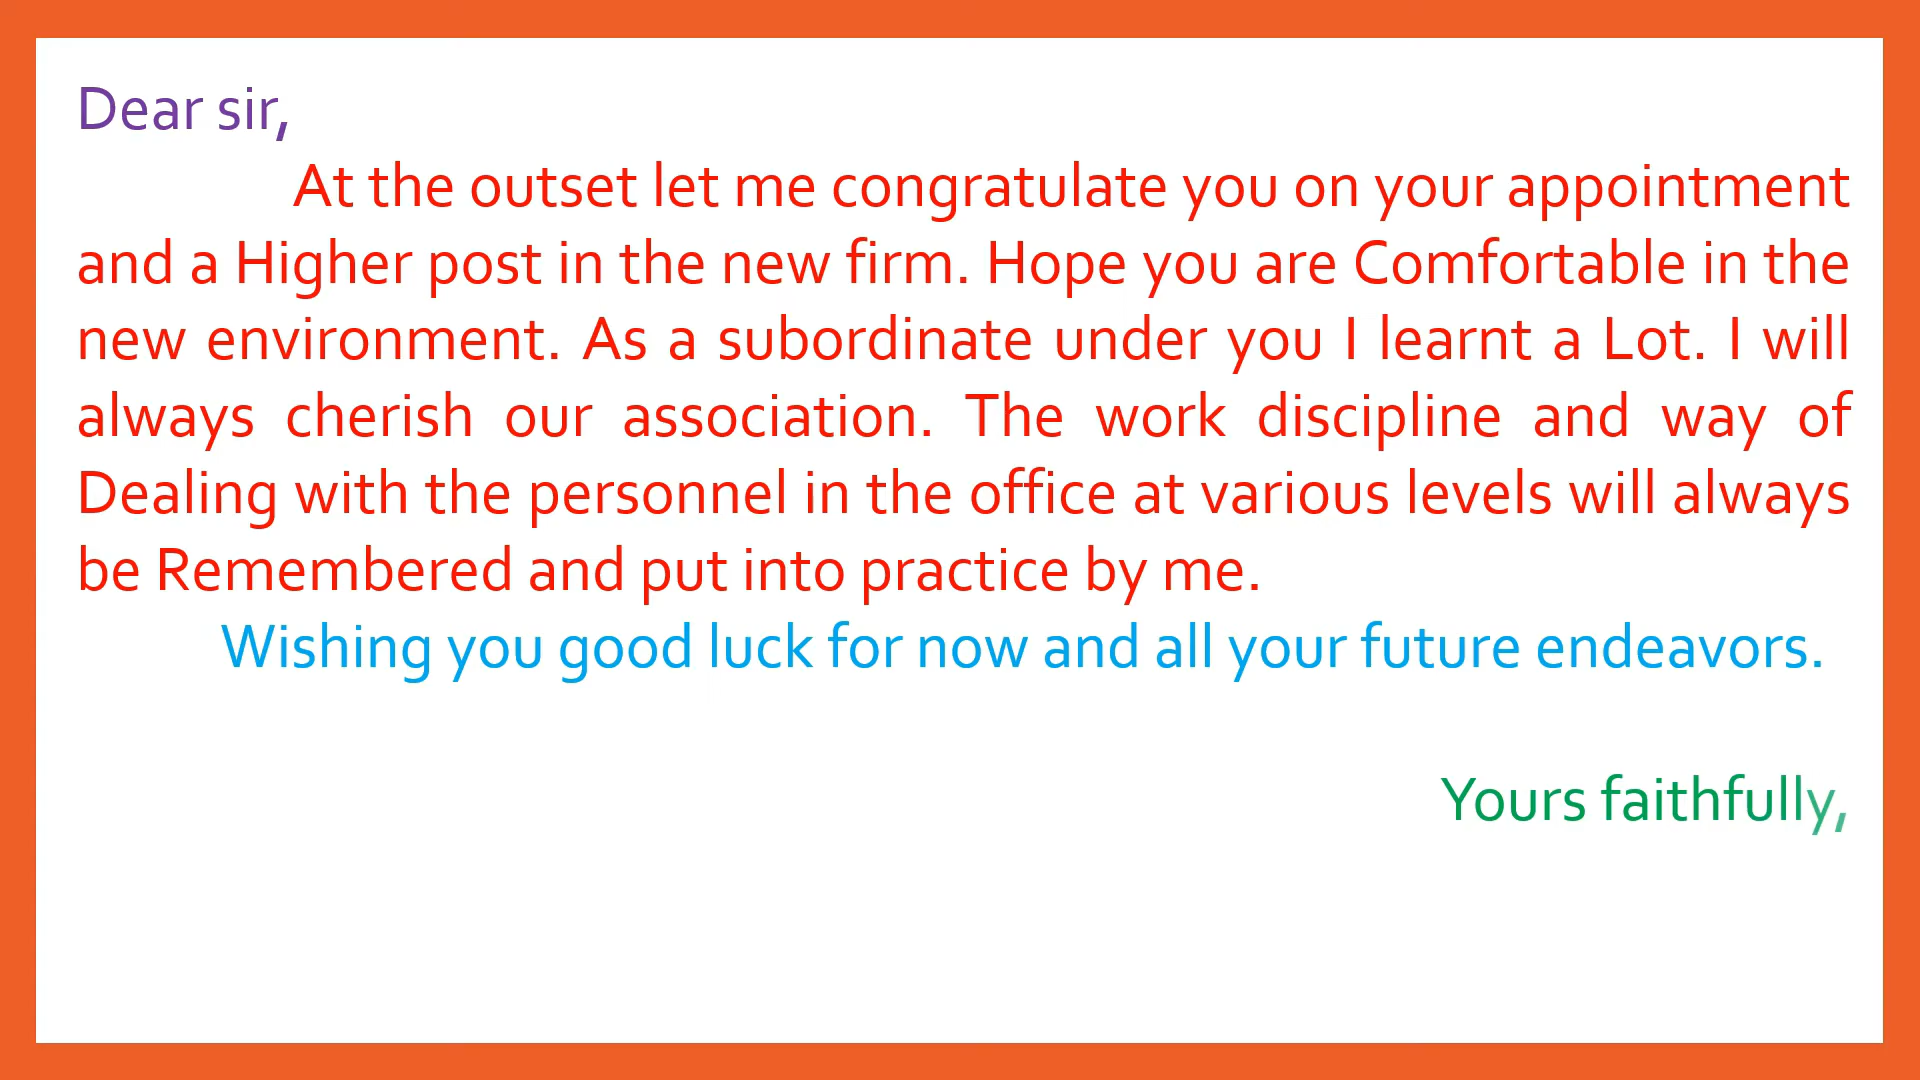 Dear sir,
At the outset let me congratulate you on your appointment
and a Higher post in the new firm. Hope you are Comfortable in the
new environment. As a subordinate under you I learnt a Lot. I will
always cherish our association. The work discipline and way of
Dealing with the personnel in the office at various levels will always
be Remembered and put into practice by me.
Wishing you good luck for now and all your future endeavors.
Yours faithfully,